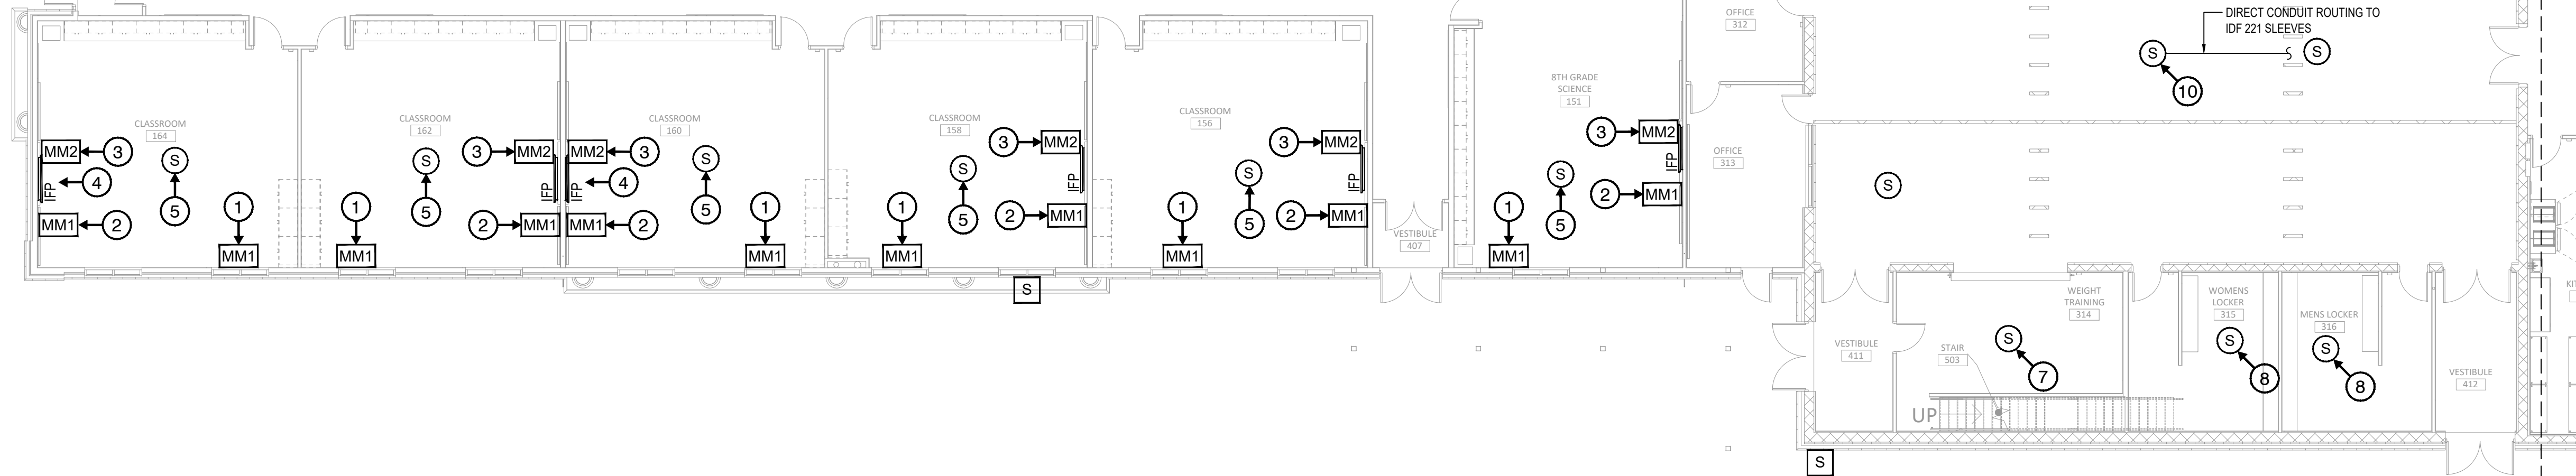 OFFICE
312
DIRECT CONDUIT ROUTING TO
IDF 221 SLEEVES
S
S
10
CLASSROOM
164
MM2
3
S
IFP
4
5
MM1
2
1
MM1
CLASSROOM
162
3
MM2
S
IFP
5
1
2
MM1
MM1
CLASSROOM
160
MM2
3
S
IFP
4
5
MM1
2
1
MM1
CLASSROOM
158
3
MM2
S
IFP
5
1
2
MM1
MM1
S
CLASSROOM
156
3
MM2
S
IFP
5
1
2
MM1
MM1
VESTIBULE
407
8TH GRADE
SCIENCE
151
3
MM2
IFP
S
2
MM1
5
1
MM1
OFFICE
313
S
VESTIBULE
411
WEIGHT
TRAINING
314
STAIR
503
S
7
UP
WOMENS
LOCKER
315
S
8
MENS LOCKER
316
S
8
VESTIBULE
412
S